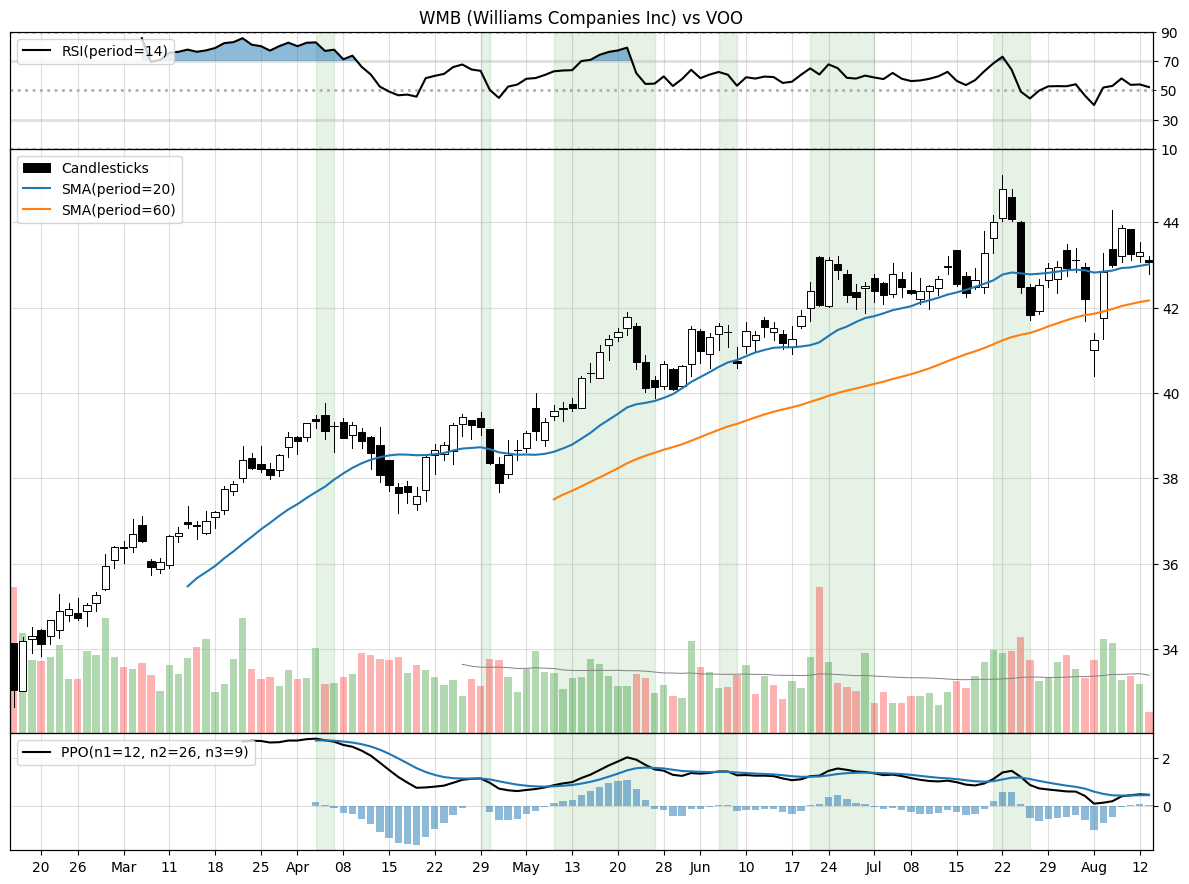 WMB (Williams Companies Inc) vs VOO
RSI(period=14)
90
70
50
30
10
Candlesticks
SMA(period=20)
SMA(period=60)
44
42
40
38
36
34
PPO(n1=12, n2=26, n3=9)
2
0
20 26 Mar 11 18 25 Apr 08 15 22 29 May 13 20 28 Jun 10 17 24 Jul 08 15 22 29 Aug 12